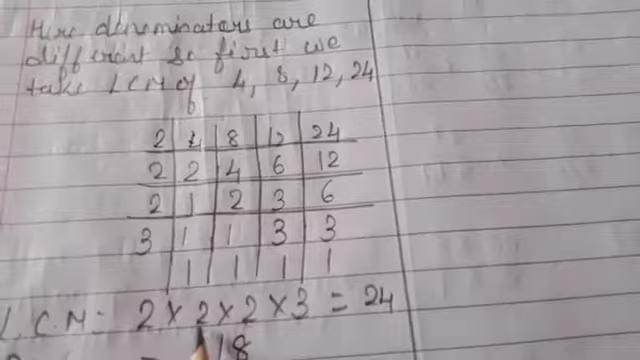 Here denominators are
different so first we
take LCM of 4, 8, 12, 24
2 4 8 12 24
2 2 4 6 12
2 1 2 3 6
3 1 1 3 3
1 1 1 1
L.C.M: 2 × 2 × 2 × 3 = 24
= 18